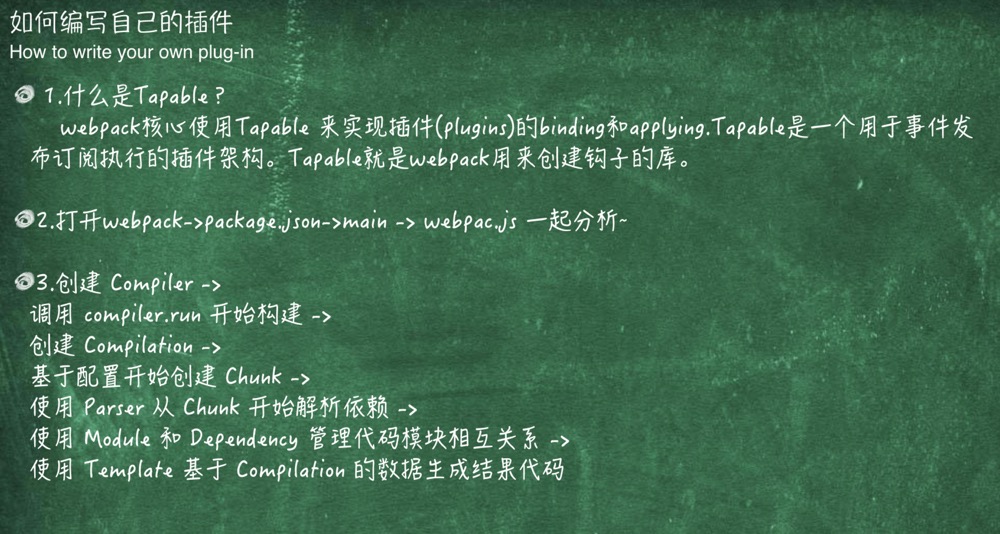 如何编写自己的插件
How to write your own plug-in
1.什么是Tapable？
webpack核心使用Tapable 来实现插件(plugins)的binding和applying.Tapable是一个用于事件发
布订阅执行的插件架构。Tapable就是webpack用来创建钩子的库。
2.打开webpack->package.json->main -> webpac.js 一起分析~
3.创建 Compiler ->
调用 compiler.run 开始构建 ->
创建 Compilation ->
基于配置开始创建 Chunk ->
使用 Parser 从 Chunk 开始解析依赖 ->
使用 Module 和 Dependency 管理代码模块相互关系 ->
使用 Template 基于 Compilation 的数据生成结果代码